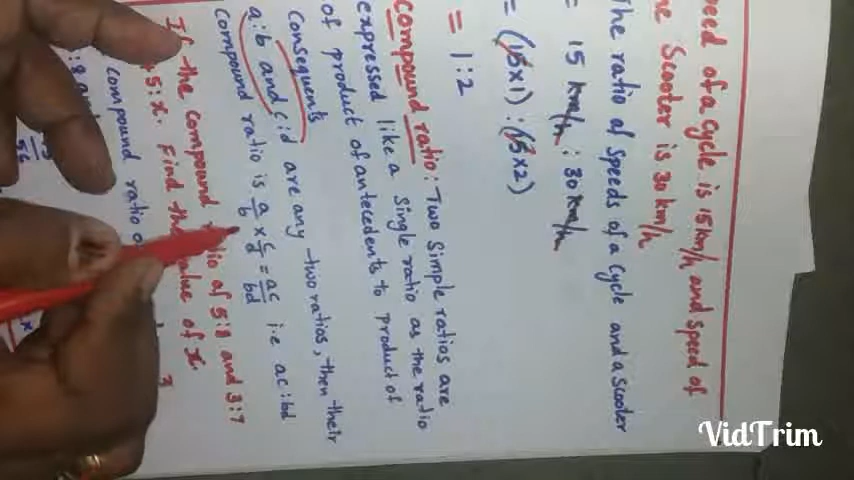 peed of a cycle is 15 km/h and speed of
Scooter is 30 km/h
The ratio of speeds of a cycle and a scooter
= 15 km/h : 30 km/h
= (15×1) : (15×2)
= 1:2
Compound ratio: Two simple ratios are
expressed like a single ratio as the ratio
of product of antecedents to product of
Consequents
a:b and c:d are any two ratios, then their
compound ratio is a/b × c/d = ac/bd i.e ac:bd
If the compound ratio of 5:8 and 3:7
45:x. Find the value of x.
compound ratio
VidTrim